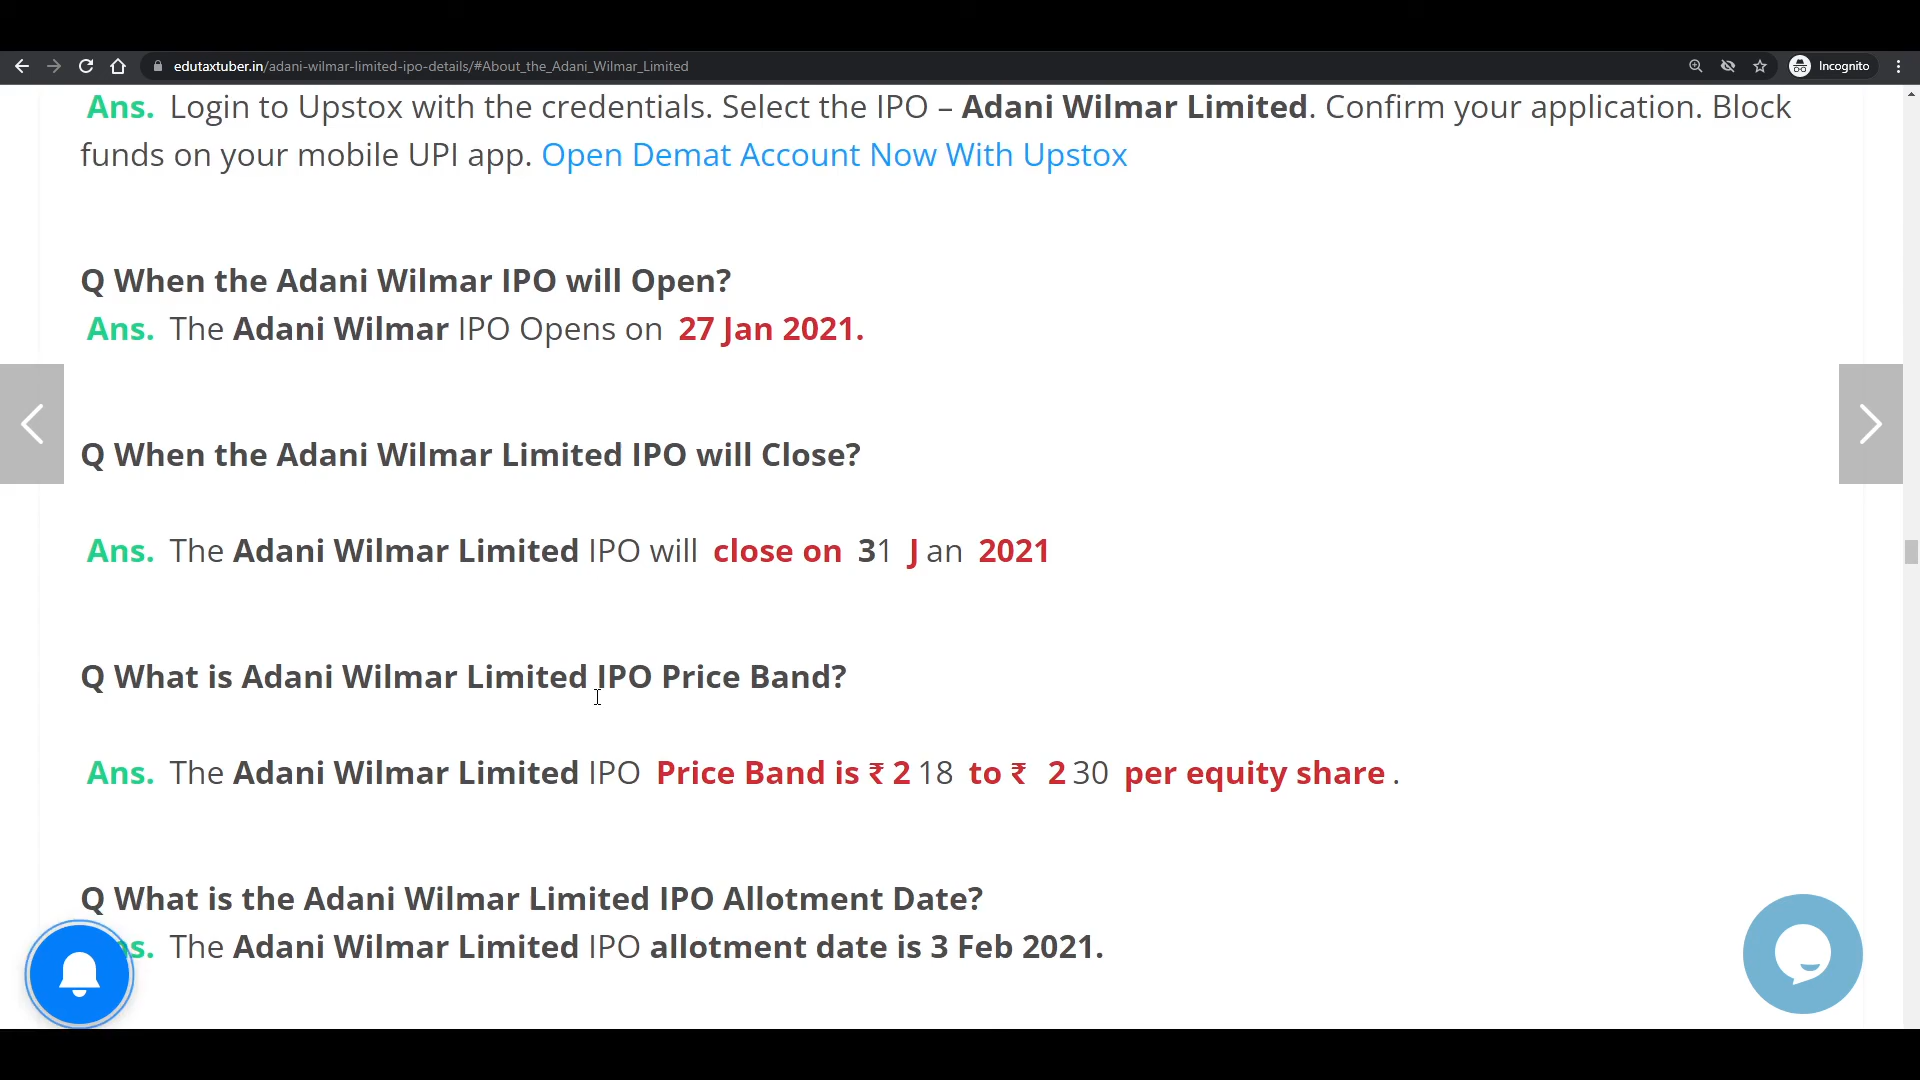 edutaxtuber.in/adani-wilmar-limited-ipo-details/#About_the_Adani_Wilmar_Limited
Incognito
Ans. Login to Upstox with the credentials. Select the IPO – Adani Wilmar Limited. Confirm your application. Block
funds on your mobile UPI app. Open Demat Account Now With Upstox
Q When the Adani Wilmar IPO will Open?
Ans. The Adani Wilmar IPO Opens on 27 Jan 2021.
Q When the Adani Wilmar Limited IPO will Close?
Ans. The Adani Wilmar Limited IPO will close on 31 Jan 2021
Q What is Adani Wilmar Limited IPO Price Band?
Ans. The Adani Wilmar Limited IPO Price Band is ₹ 218 to ₹ 230 per equity share.
Q What is the Adani Wilmar Limited IPO Allotment Date?
Ans. The Adani Wilmar Limited IPO allotment date is 3 Feb 2021.